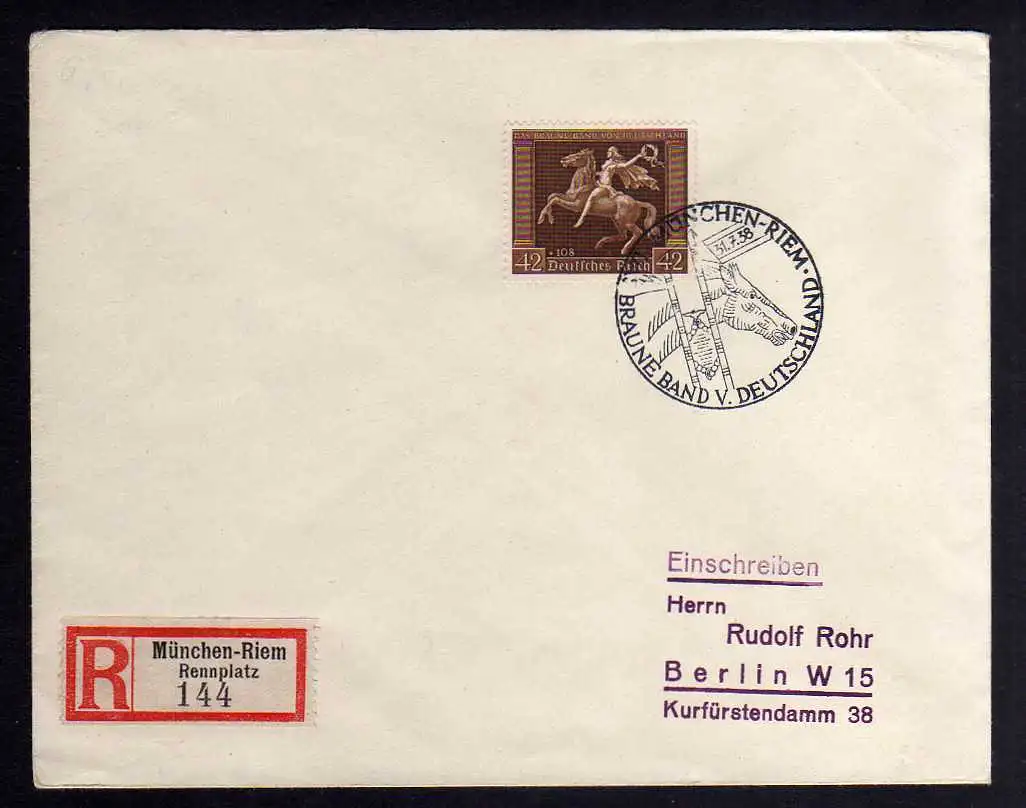 DAS BRAUNE BAND VON DEUTSCHLAND
+108
42 Deutsches Reich 42
MÜNCHEN-RIEM · BRAUNE BAND V. DEUTSCHLAND
31.7.38
Einschreiben
Herrn
Rudolf Rohr
Berlin W 15
Kurfürstendamm 38
R
München-Riem
Rennplatz
144